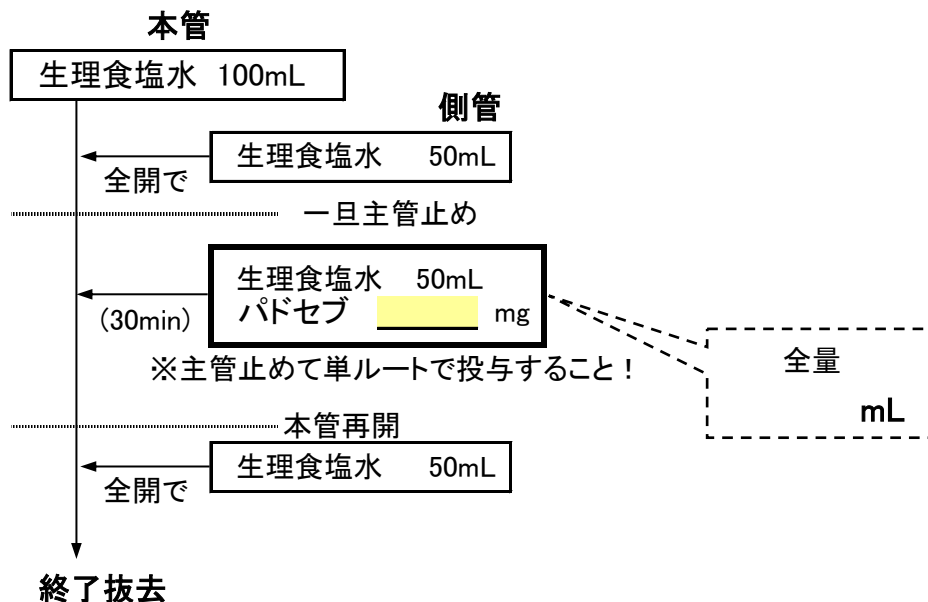 本管
生理食塩水 100mL
側管
生理食塩水 50mL
全開で
一旦主管止め
生理食塩水 50mL
パドセブ mg
(30min)
※主管止めて単ルートで投与すること！
全量
mL
本管再開
生理食塩水 50mL
全開で
終了抜去